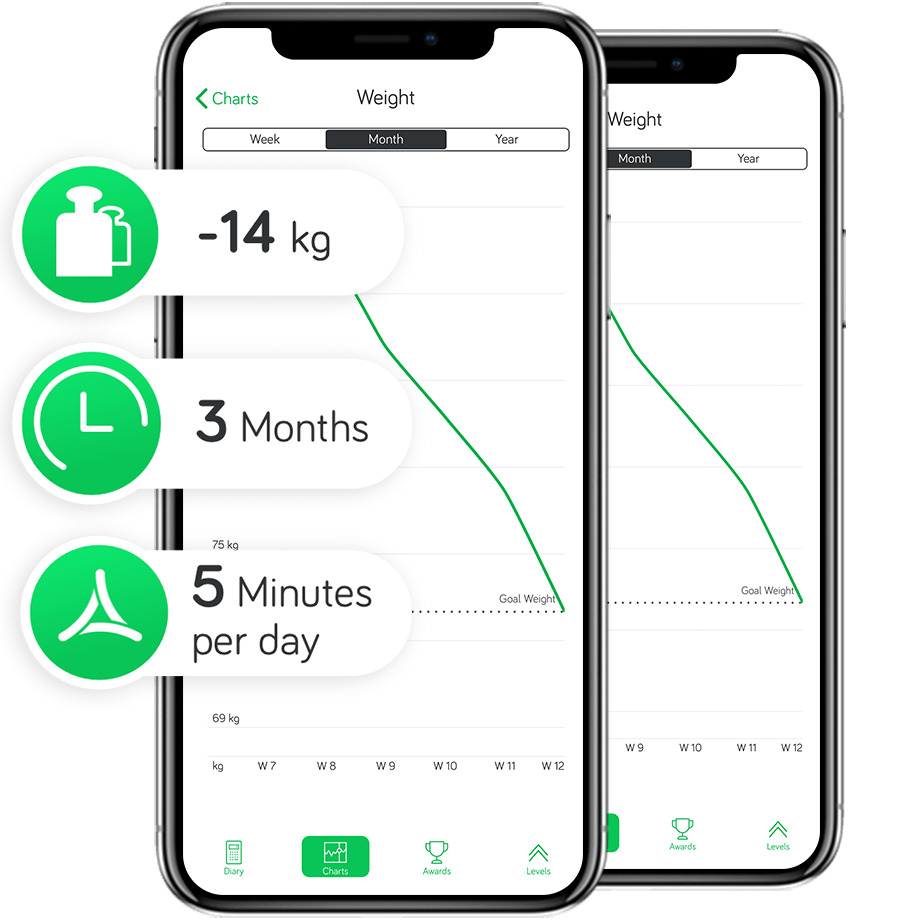 Charts
Weight
Week
Month
Year
-14 kg
3 Months
75 kg
5 Minutes
per day
Goal Weight
69 kg
kg
W 7
W 8
W 9
W 10
W 11
W 12
Diary
Charts
Awards
Levels
Weight
Month
Year
Goal Weight
W 9
W 10
W 11
W 12
Awards
Levels